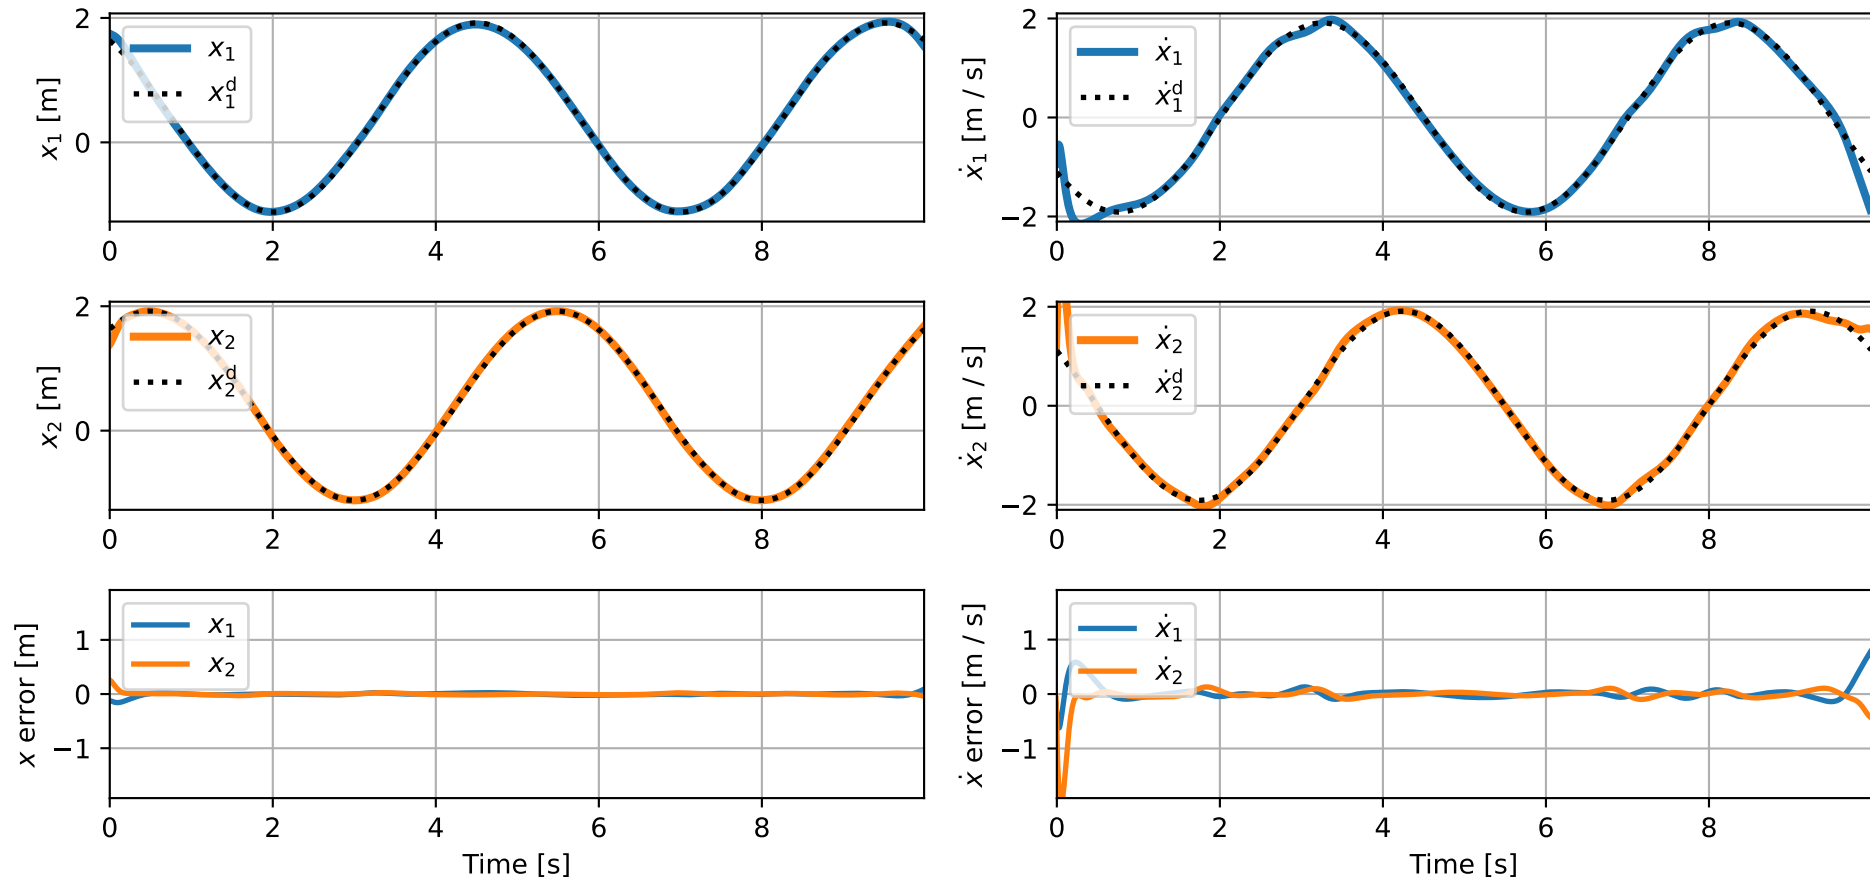 x₁ [m]
2
0
x₁
x₁ᵈ
0 2 4 6 8
ẋ₁ [m / s]
2
0
−2
ẋ₁
ẋ₁ᵈ
0 2 4 6 8
x₂ [m]
2
0
x₂
x₂ᵈ
0 2 4 6 8
ẋ₂ [m / s]
2
0
−2
ẋ₂
ẋ₂ᵈ
0 2 4 6 8
x error [m]
1
0
−1
x₁
x₂
0 2 4 6 8
Time [s]
ẋ error [m / s]
1
0
−1
ẋ₁
ẋ₂
0 2 4 6 8
Time [s]